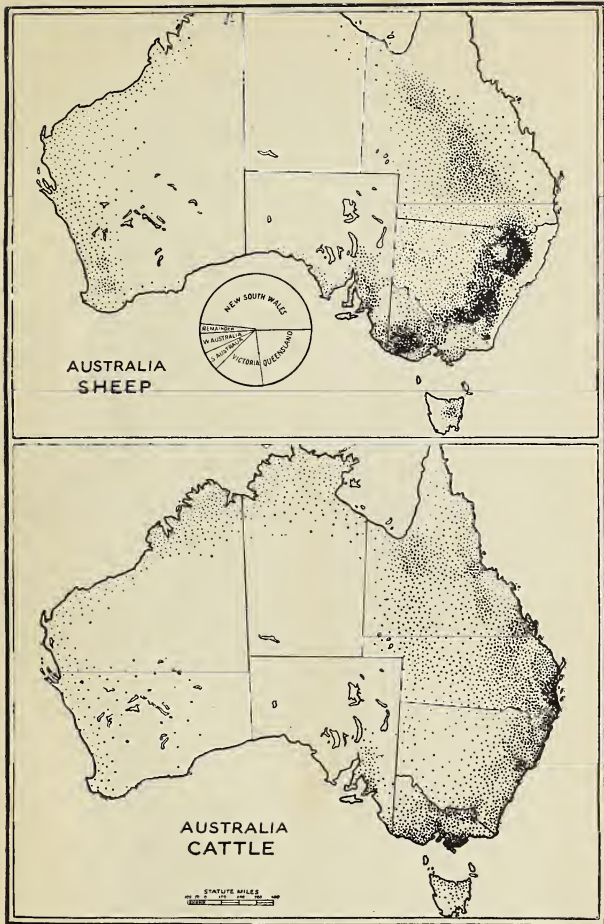 NEW SOUTH WALES
REMAINDER
W AUSTRALIA
S AUSTRALIA
VICTORIA
QUEENSLAND
AUSTRALIA
SHEEP
AUSTRALIA
CATTLE
STATUTE MILES